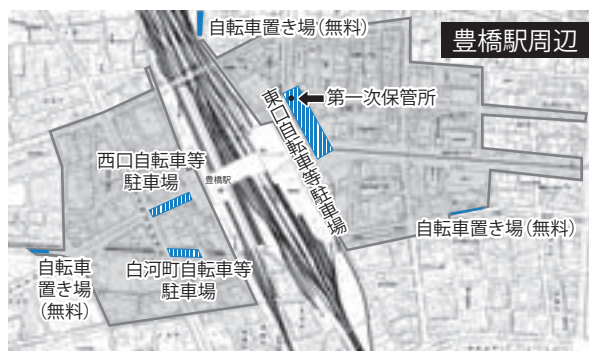 自転車置き場(無料)
豊橋駅周辺
第一次保管所
東口自転車等駐車場
西口自転車等
駐車場
豊橋駅
自転車置き場(無料)
自転車
置き場
(無料)
白河町自転車等
駐車場